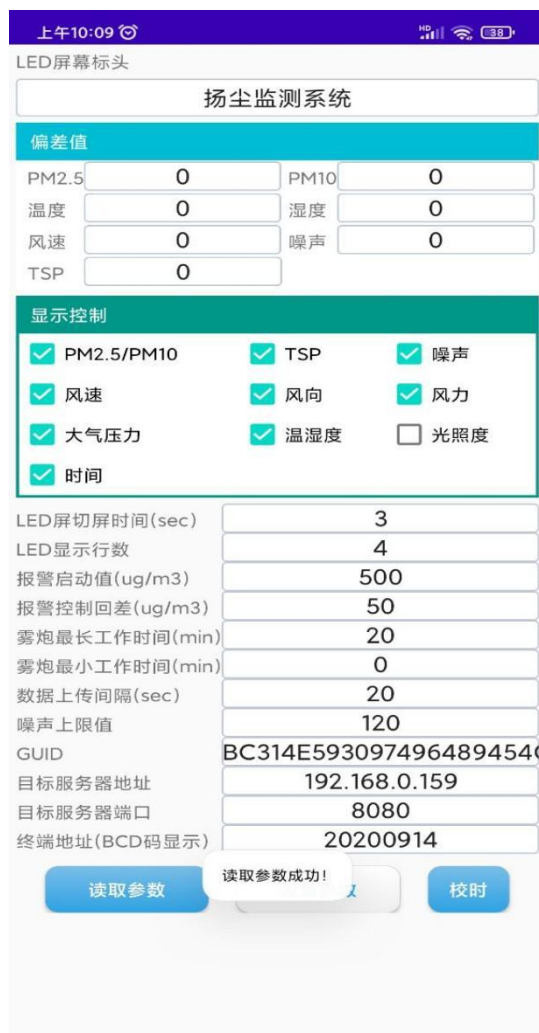 上午10:09 HD 38
LED屏幕标头
扬尘监测系统
偏差值
PM2.5 0 PM10 0
温度 0 湿度 0
风速 0 噪声 0
TSP 0
显示控制
PM2.5/PM10 TSP 噪声
风速 风向 风力
大气压力 温湿度 光照度
时间
LED屏切屏时间(sec) 3
LED显示行数 4
报警启动值(ug/m3) 500
报警控制回差(ug/m3) 50
雾炮最长工作时间(min) 20
雾炮最小工作时间(min) 0
数据上传间隔(sec) 20
噪声上限值 120
GUID BC314E593097496489454
目标服务器地址 192.168.0.159
目标服务器端口 8080
终端地址(BCD码显示) 20200914
读取参数 读取参数成功! 校时